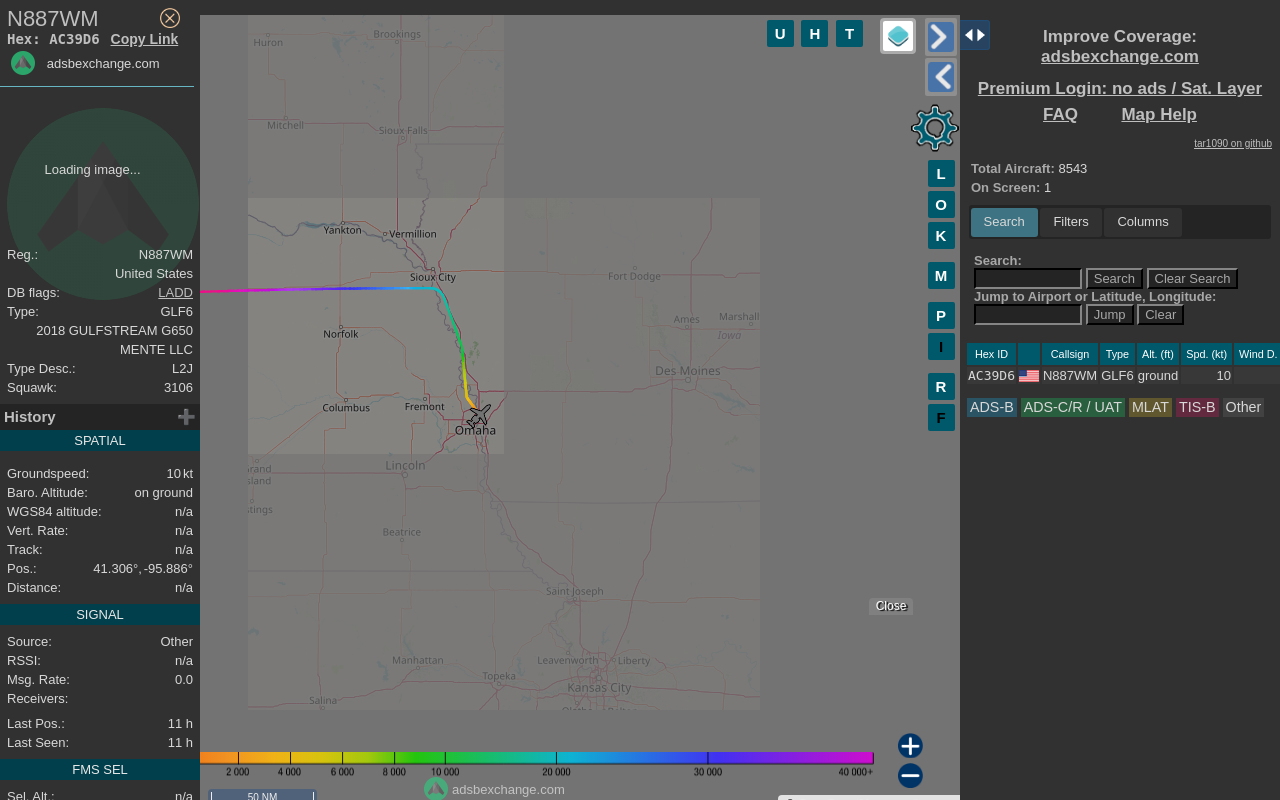 N887WM
Hex: AC39D6 Copy Link
adsbexchange.com
Loading image...
Reg.: N887WM
United States
DB flags: LADD
Type: GLF6
2018 GULFSTREAM G650
MENTE LLC
Type Desc.: L2J
Squawk: 3106
History
SPATIAL
Groundspeed: 10 kt
Baro. Altitude: on ground
WGS84 altitude: n/a
Vert. Rate: n/a
Track: n/a
Pos.: 41.306°, -95.886°
Distance: n/a
SIGNAL
Source: Other
RSSI: n/a
Msg. Rate: 0.0
Receivers:
Last Pos.: 11 h
Last Seen: 11 h
FMS SEL
Sel. Alt.: n/a
U H T
L
O
K
M
P
I
R
F
Huron
Brookings
Mitchell
Sioux Falls
Yankton
Vermillion
Sioux City
Fort Dodge
Norfolk
Ames
Marshall
Iowa
Des Moines
Columbus
Fremont
Omaha
Lincoln
Beatrice
Saint Joseph
Manhattan
Leavenworth
Liberty
Topeka
Kansas City
Salina
Close
2 000 4 000 6 000 8 000 10 000 20 000 30 000 40 000+
adsbexchange.com
50 NM
Improve Coverage:
adsbexchange.com
Premium Login: no ads / Sat. Layer
FAQ Map Help
tar1090 on github
Total Aircraft: 8543
On Screen: 1
Search Filters Columns
Search:
Search Clear Search
Jump to Airport or Latitude, Longitude:
Jump Clear
Hex ID Callsign Type Alt. (ft) Spd. (kt) Wind D.
AC39D6 N887WM GLF6 ground 10
ADS-B ADS-C/R / UAT MLAT TIS-B Other